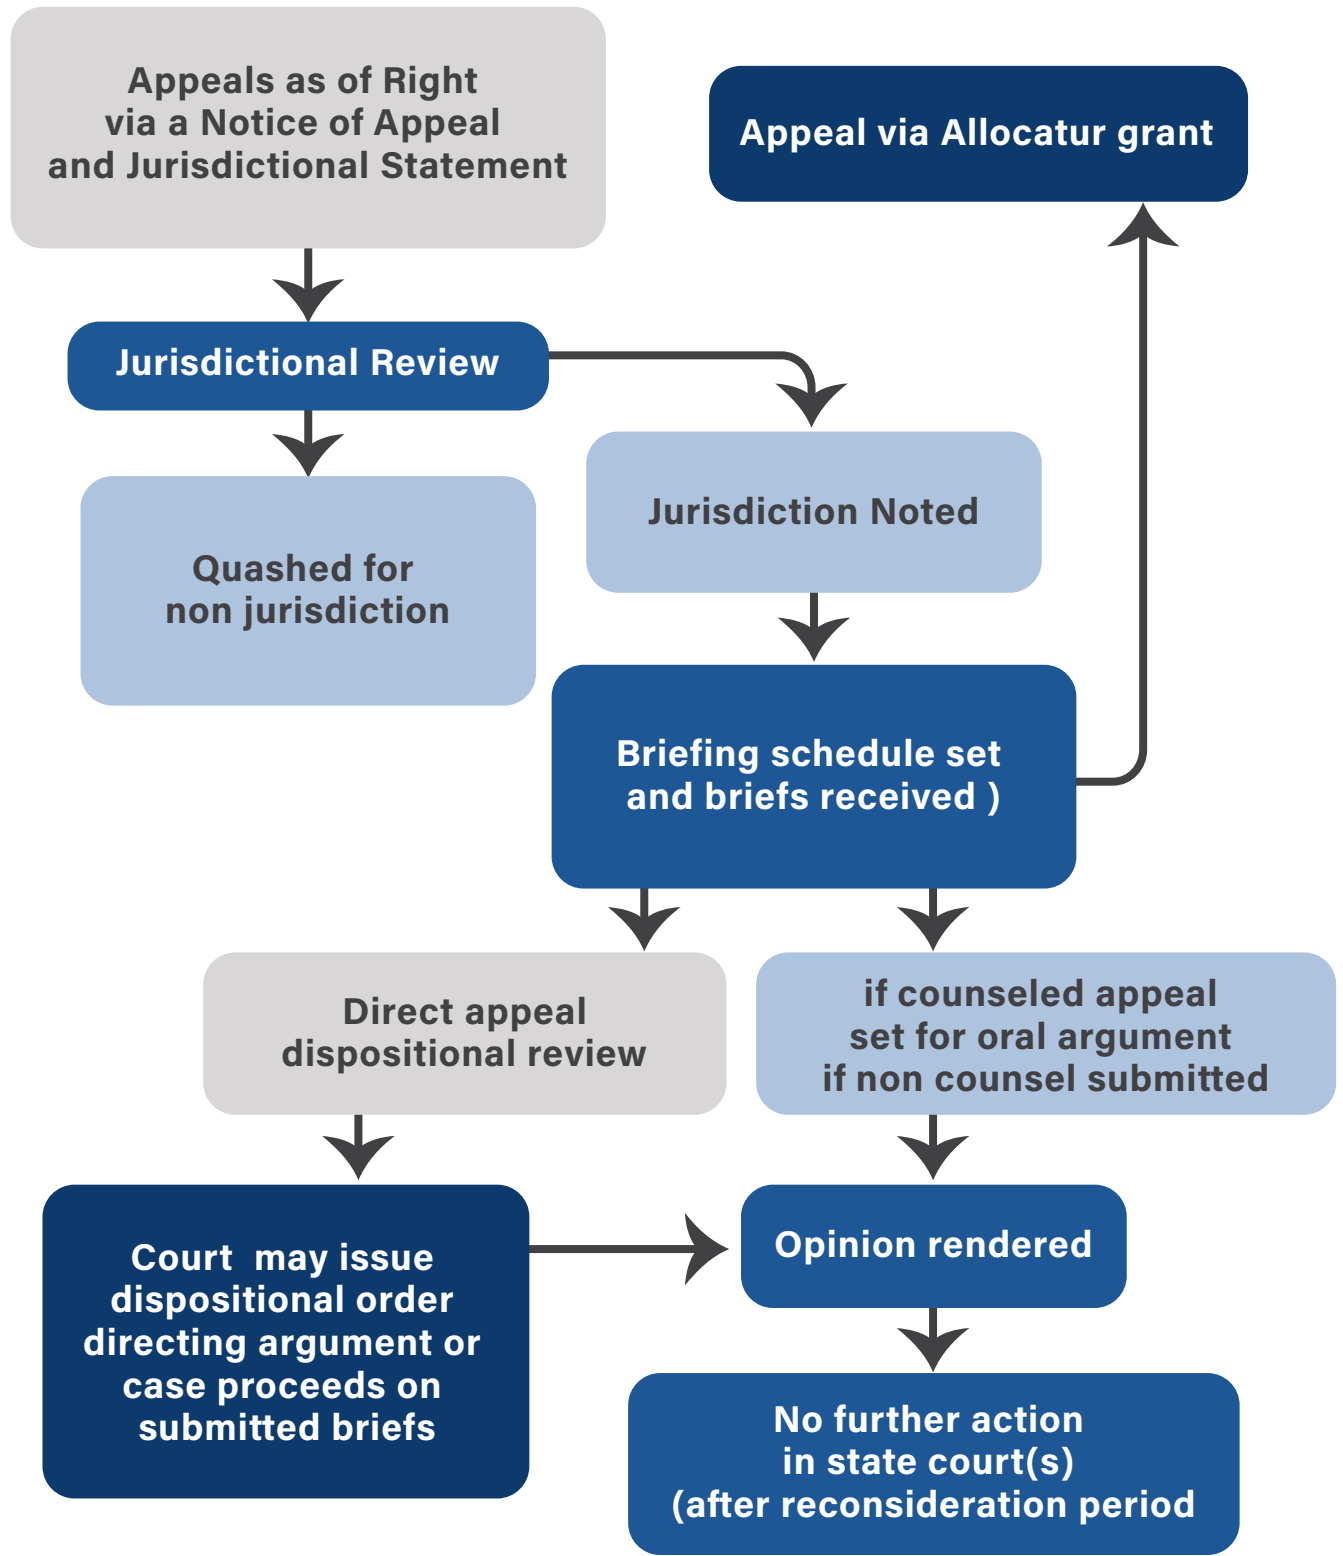 Appeals as of Right
via a Notice of Appeal
and Jurisdictional Statement
Appeal via Allocatur grant
Jurisdictional Review
Quashed for
non jurisdiction
Jurisdiction Noted
Briefing schedule set
and briefs received )
Direct appeal
dispositional review
if counseled appeal
set for oral argument
if non counsel submitted
Court may issue
dispositional order
directing argument or
case proceeds on
submitted briefs
Opinion rendered
No further action
in state court(s)
(after reconsideration period